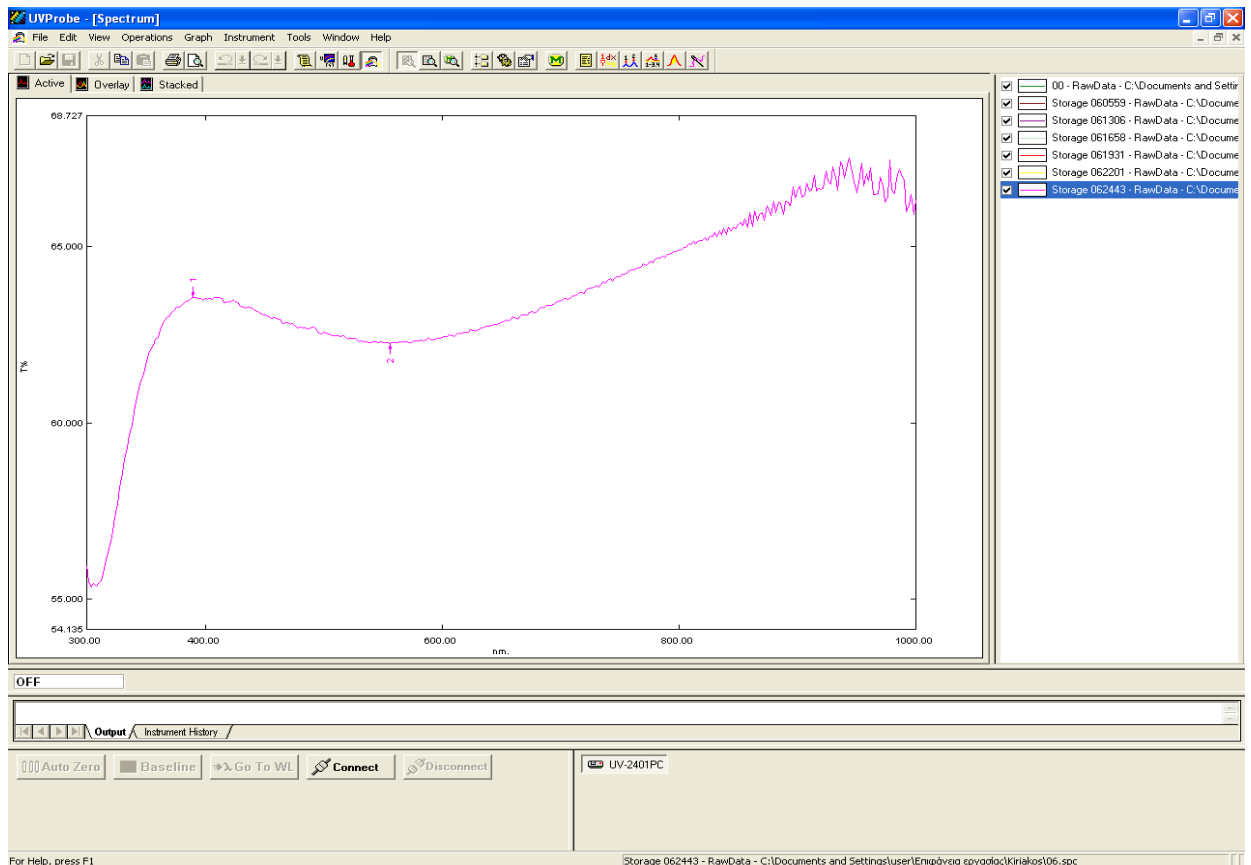 UVProbe - [Spectrum]
File Edit View Operations Graph Instrument Tools Window Help
Active Overlay Stacked
68.727
65.000
60.000
55.000
54.135
T%
1
2
300.00 400.00 600.00 800.00 1000.00
nm.
00 - RawData - C:\Documents and Settir
Storage 060559 - RawData - C:\Docume
Storage 061306 - RawData - C:\Docume
Storage 061658 - RawData - C:\Docume
Storage 061931 - RawData - C:\Docume
Storage 062201 - RawData - C:\Docume
Storage 062443 - RawData - C:\Docume
OFF
Output Instrument History
Auto Zero Baseline Go To WL Connect Disconnect
UV-2401PC
For Help, press F1
Storage 062443 - RawData - C:\Documents and Settings\user\Επιφάνεια εργασίας\Kiriakos\06.spc